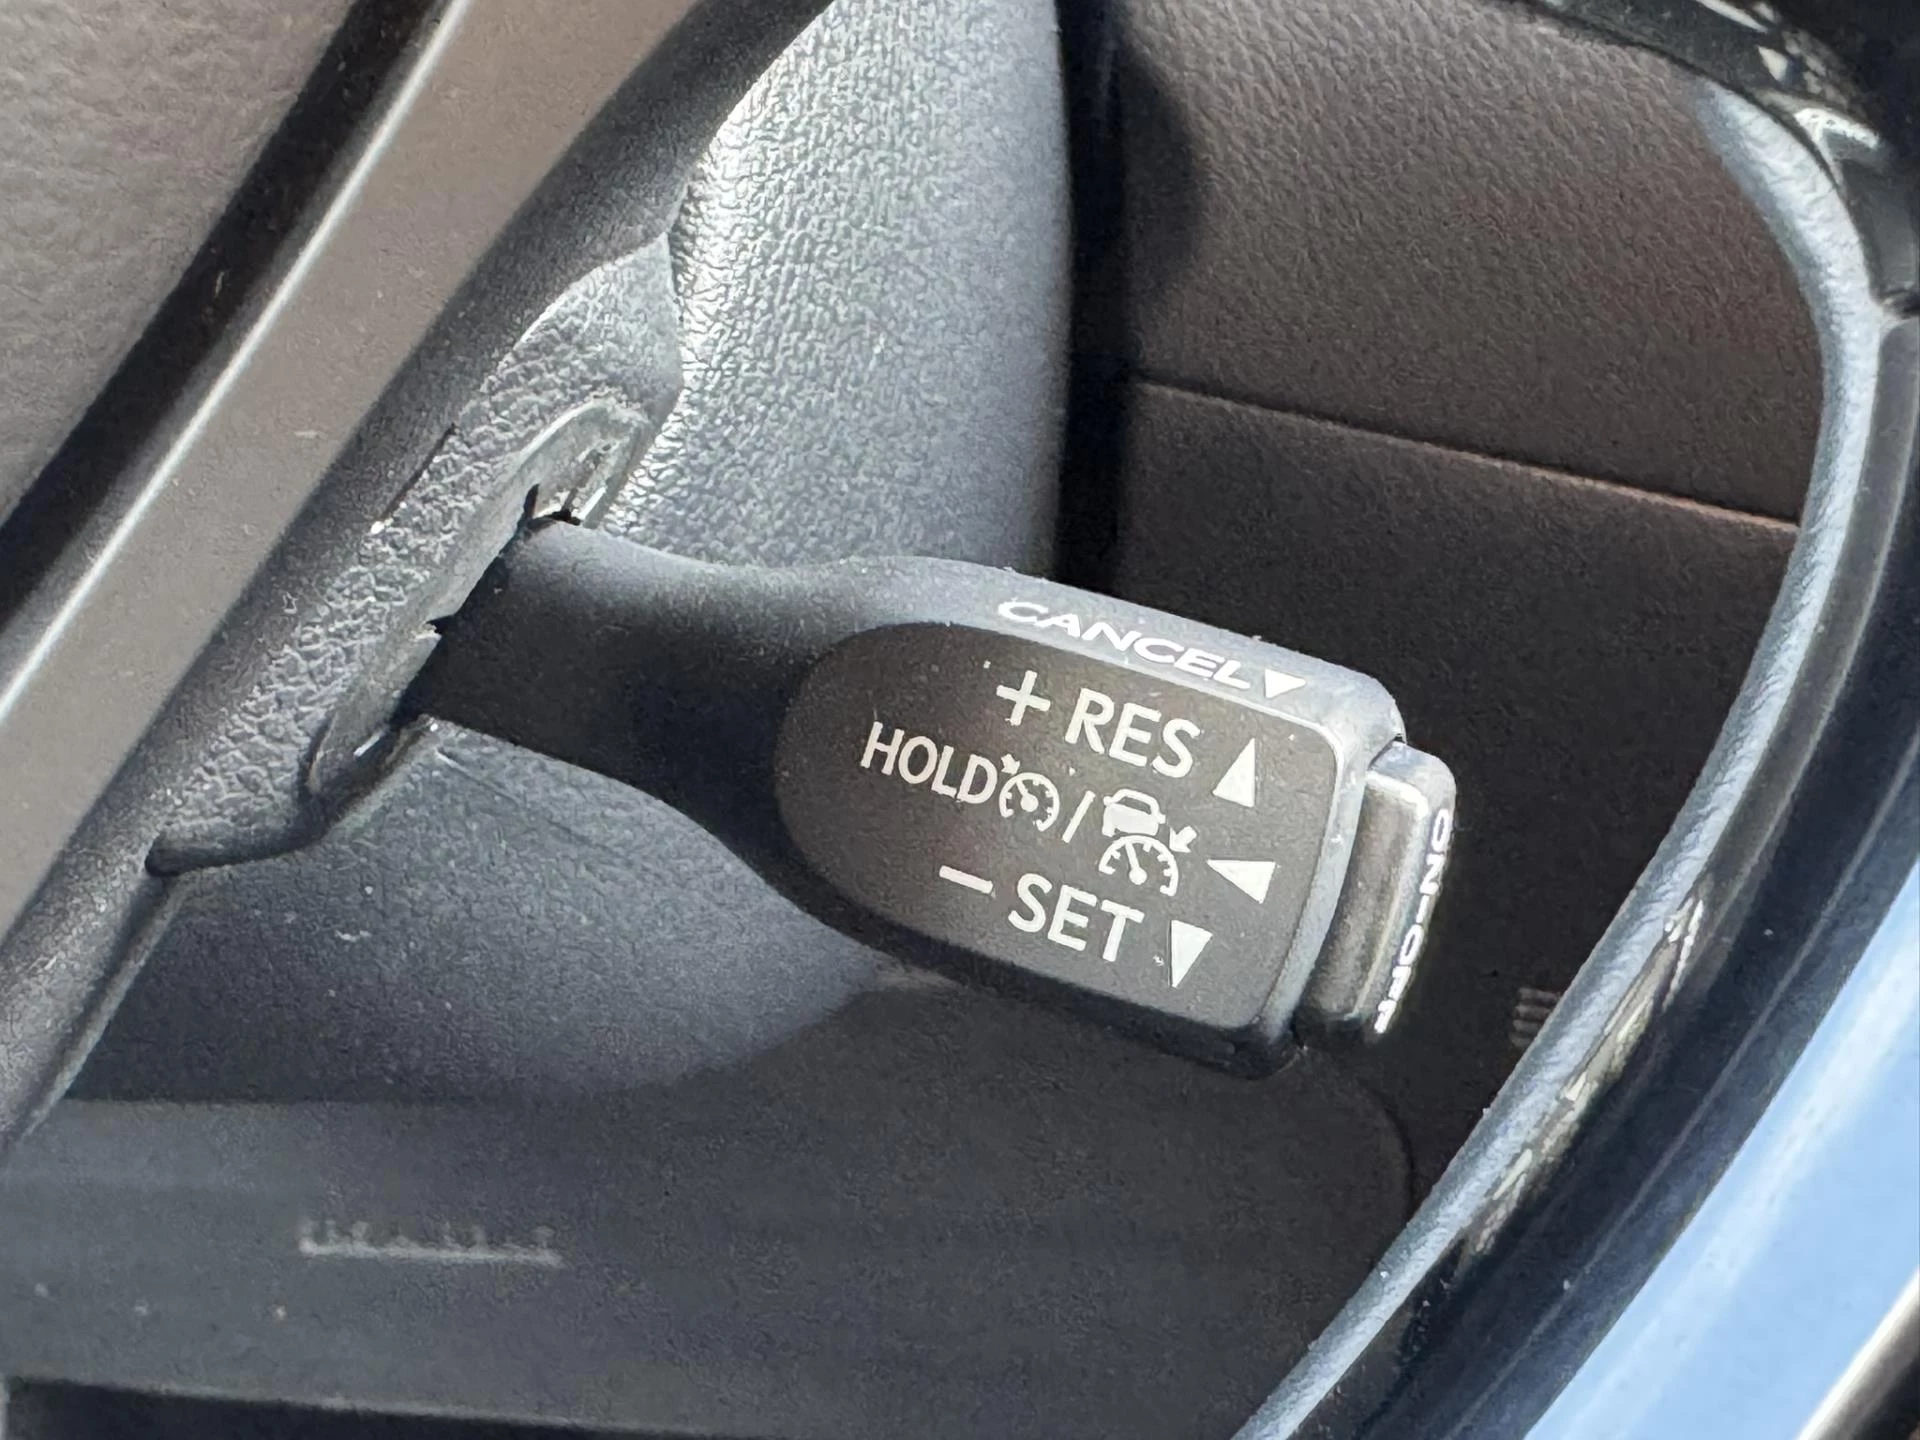 CANCEL
+ RES
HOLD /
− SET
ON-OFF